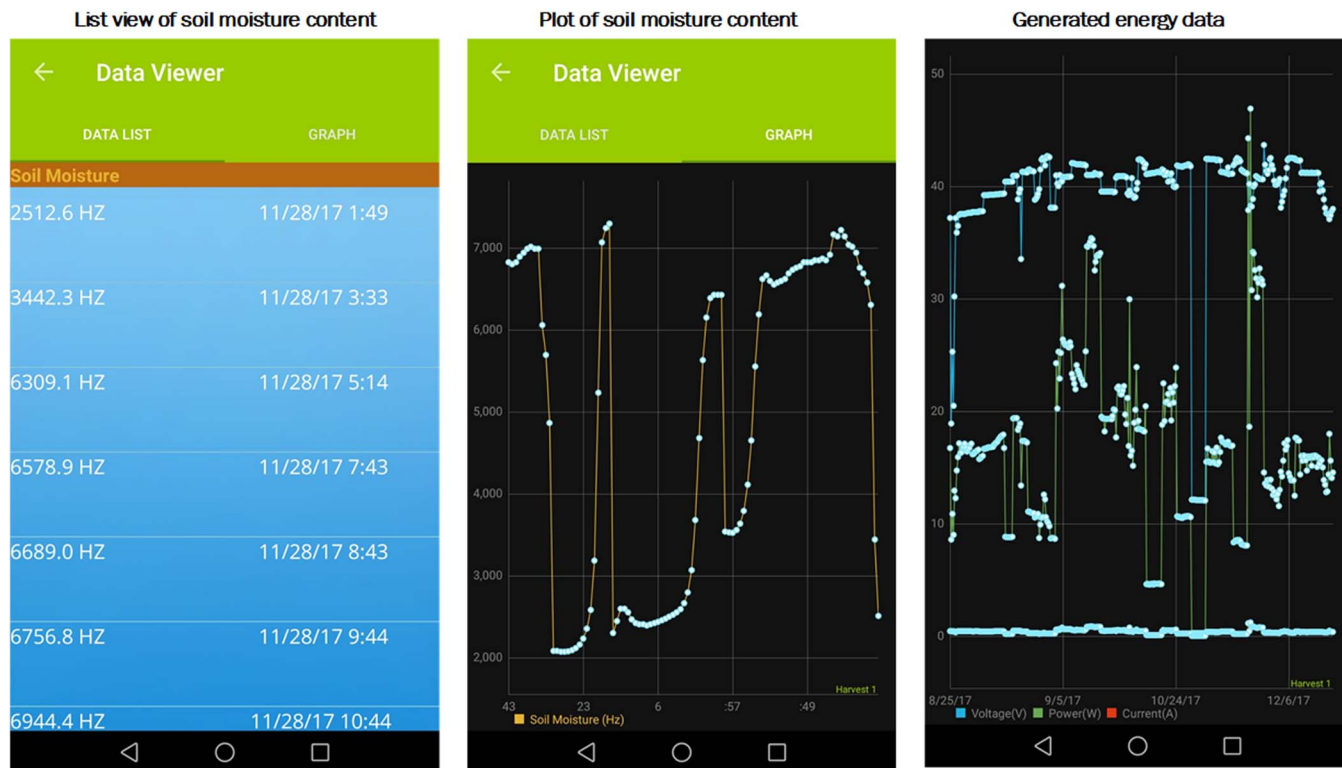 List view of soil moisture content
Data Viewer
DATA LIST GRAPH
Soil Moisture
2512.6 HZ 11/28/17 1:49
3442.3 HZ 11/28/17 3:33
6309.1 HZ 11/28/17 5:14
6578.9 HZ 11/28/17 7:43
6689.0 HZ 11/28/17 8:43
6756.8 HZ 11/28/17 9:44
6944.4 HZ 11/28/17 10:44
Plot of soil moisture content
Data Viewer
DATA LIST GRAPH
7,000
6,000
5,000
4,000
3,000
2,000
Harvest 1
43 23 6 :57 :49
Soil Moisture (Hz)
Generated energy data
50
40
30
20
10
0
Harvest 1
8/25/17 9/5/17 10/24/17 12/6/17
Voltage(V) Power(W) Current(A)